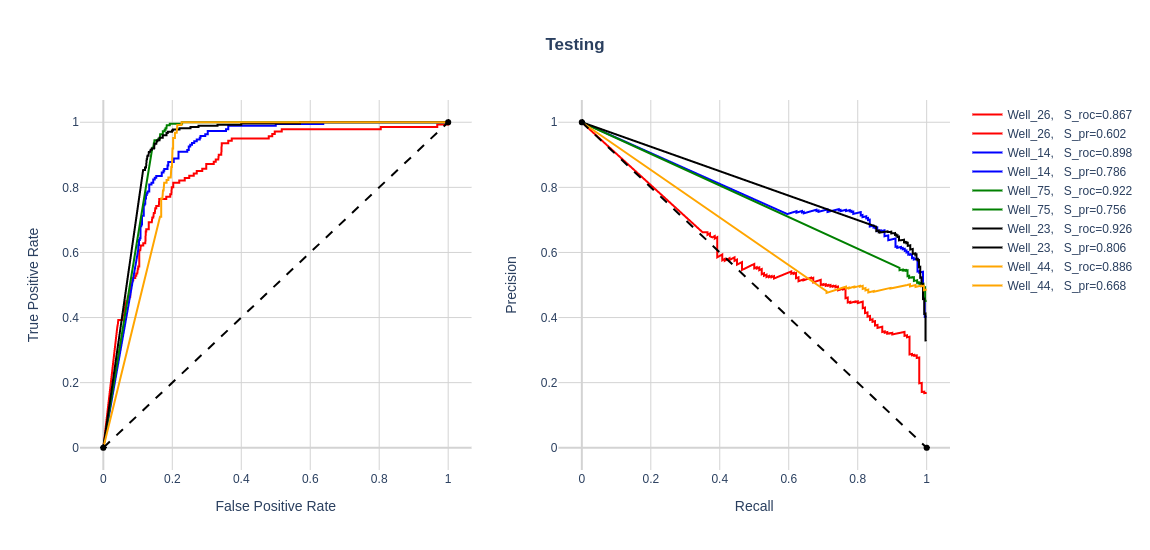 Testing
1
0.8
0.6
0.4
0.2
0
0 0.2 0.4 0.6 0.8 1
False Positive Rate
True Positive Rate
1
0.8
0.6
0.4
0.2
0
0 0.2 0.4 0.6 0.8 1
Recall
Precision
Well_26, S_roc=0.867
Well_26, S_pr=0.602
Well_14, S_roc=0.898
Well_14, S_pr=0.786
Well_75, S_roc=0.922
Well_75, S_pr=0.756
Well_23, S_roc=0.926
Well_23, S_pr=0.806
Well_44, S_roc=0.886
Well_44, S_pr=0.668